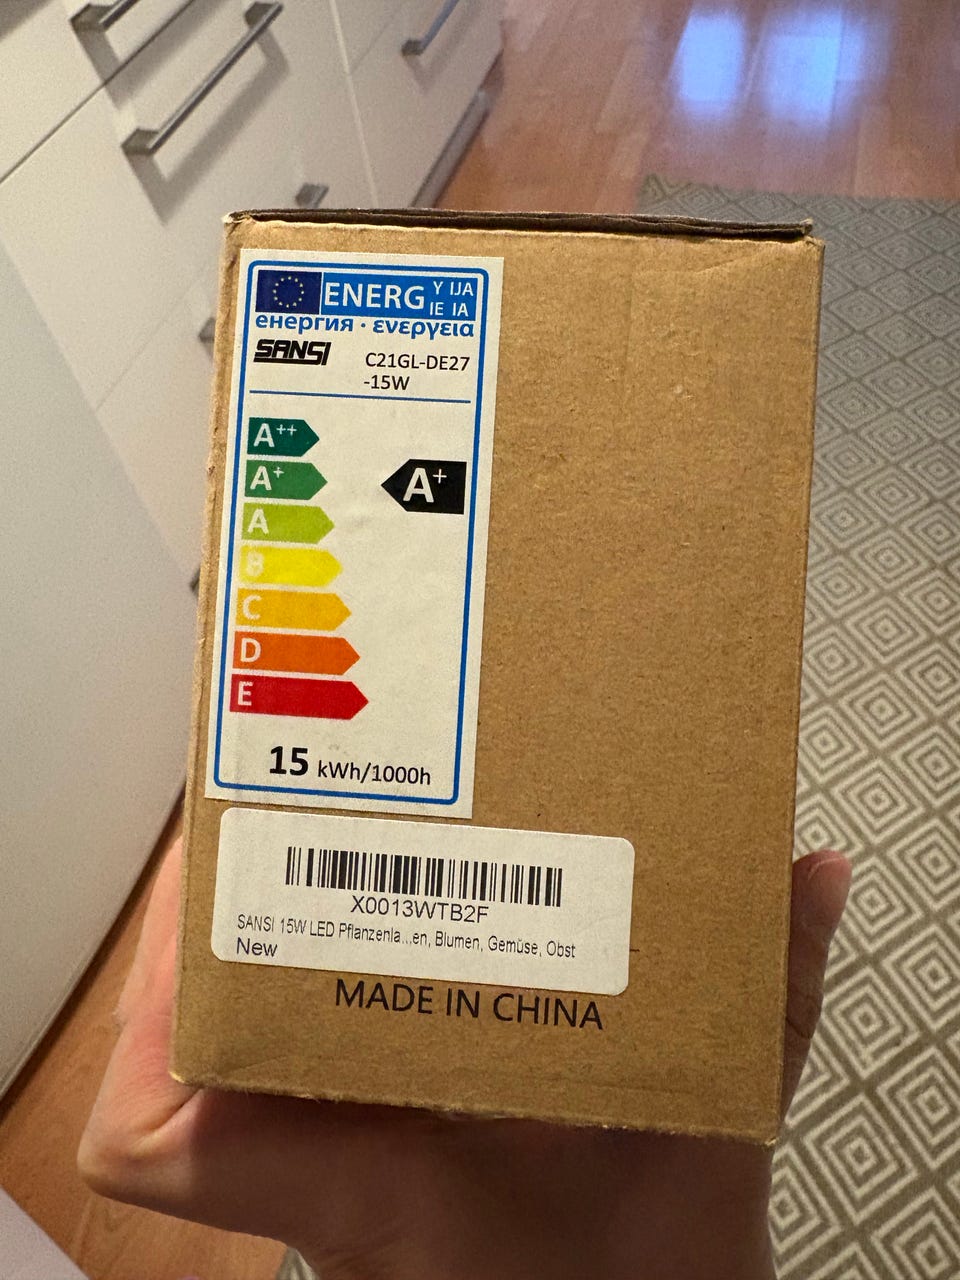 ENERG Y IJA
IE IA
енергия · ενεργεια
SANSI
C21GL-DE27
-15W
A++
A+
A+
A
B
C
D
E
15 kWh/1000h
X0013WTB2F
SANSI 15W LED Pflanzenla...en, Blumen, Gemüse, Obst
New
MADE IN CHINA